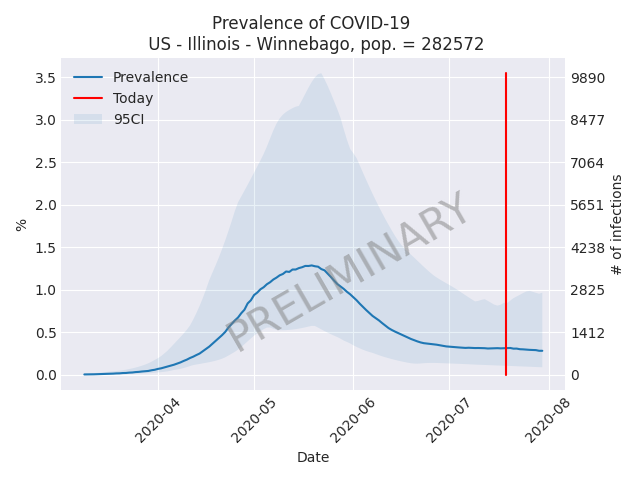 Prevalence of COVID-19
US - Illinois - Winnebago, pop. = 282572
Prevalence
Today
95CI
3.5
3.0
2.5
2.0
1.5
1.0
0.5
0.0
%
9890
8477
7064
5651
4238
2825
1412
0
# of infections
PRELIMINARY
2020-04
2020-05
2020-06
2020-07
2020-08
Date